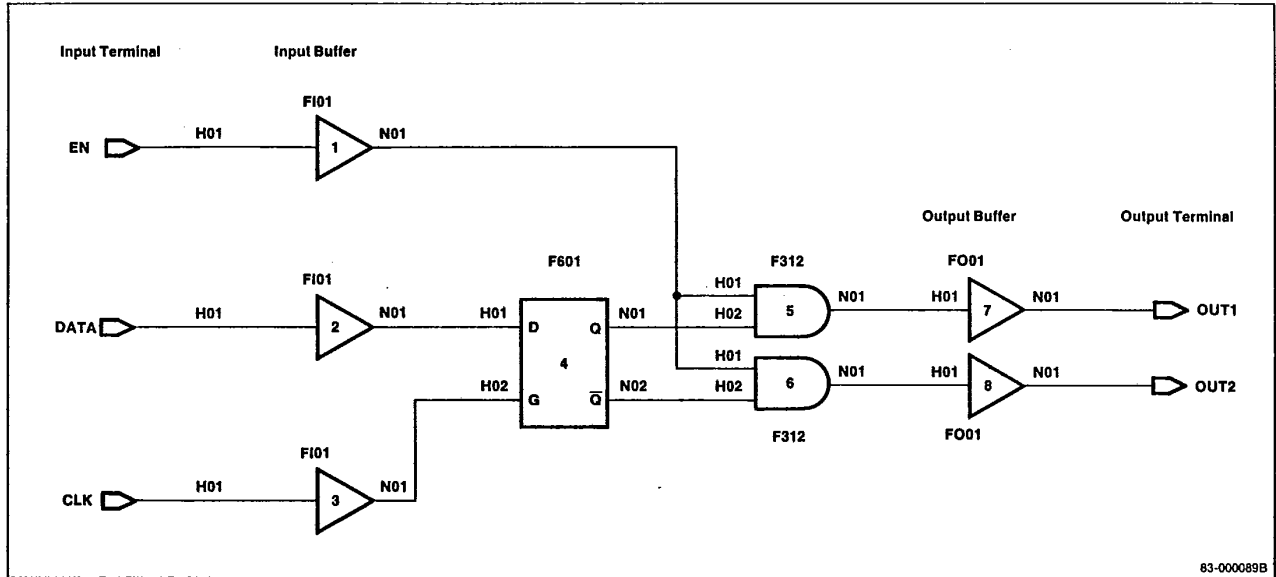 Input Terminal Input Buffer
FI01
H01 N01
EN 1
Output Buffer Output Terminal
F601 F312 FO01
FI01 H01
H01 N01 H01 N01 H02 5 N01 H01 7 N01 OUT1
DATA 2 D Q
4 H01
H02 N02 H02 6 N01 H01 8 N01 OUT2
G Q̅
F312 FO01
FI01
H01 N01
CLK 3
83-000089B